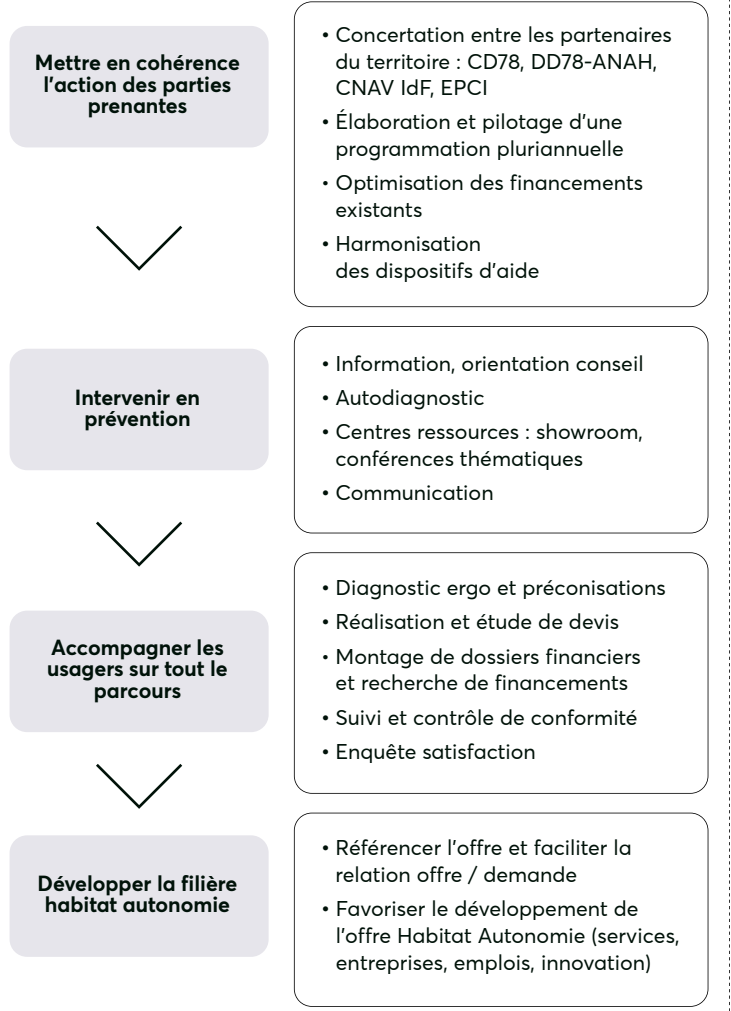 Mettre en cohérence
l'action des parties
prenantes
• Concertation entre les partenaires
du territoire : CD78, DD78-ANAH,
CNAV IdF, EPCI
• Élaboration et pilotage d'une
programmation pluriannuelle
• Optimisation des financements
existants
• Harmonisation
des dispositifs d'aide
Intervenir en
prévention
• Information, orientation conseil
• Autodiagnostic
• Centres ressources : showroom,
conférences thématiques
• Communication
Accompagner les
usagers sur tout le
parcours
• Diagnostic ergo et préconisations
• Réalisation et étude de devis
• Montage de dossiers financiers
et recherche de financements
• Suivi et contrôle de conformité
• Enquête satisfaction
Développer la filière
habitat autonomie
• Référencer l'offre et faciliter la
relation offre / demande
• Favoriser le développement de
l'offre Habitat Autonomie (services,
entreprises, emplois, innovation)